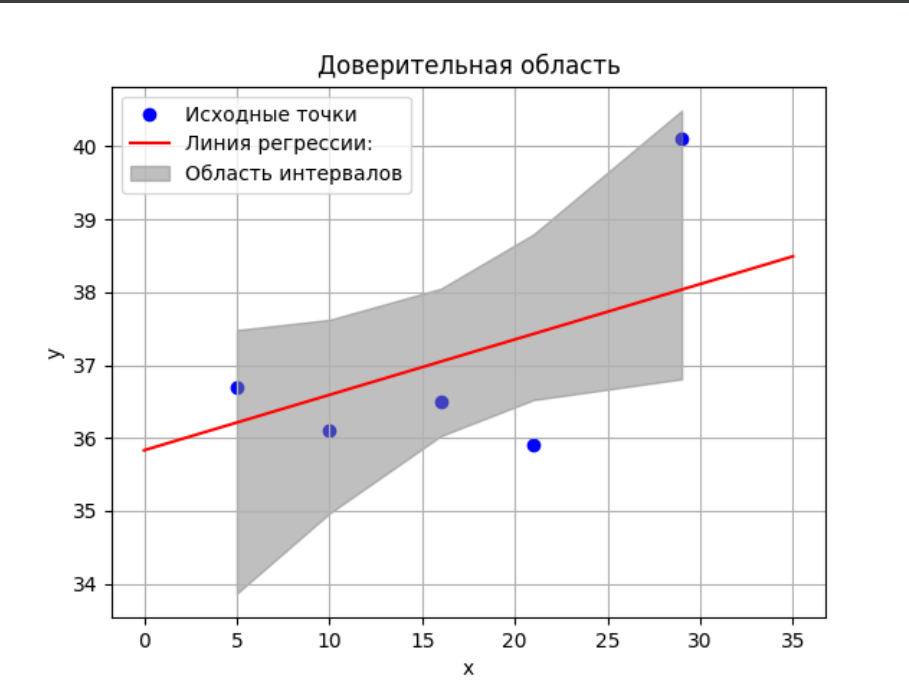 Доверительная область
Исходные точки
Линия регрессии:
Область интервалов
40
39
38
37
36
35
34
y
0 5 10 15 20 25 30 35
x